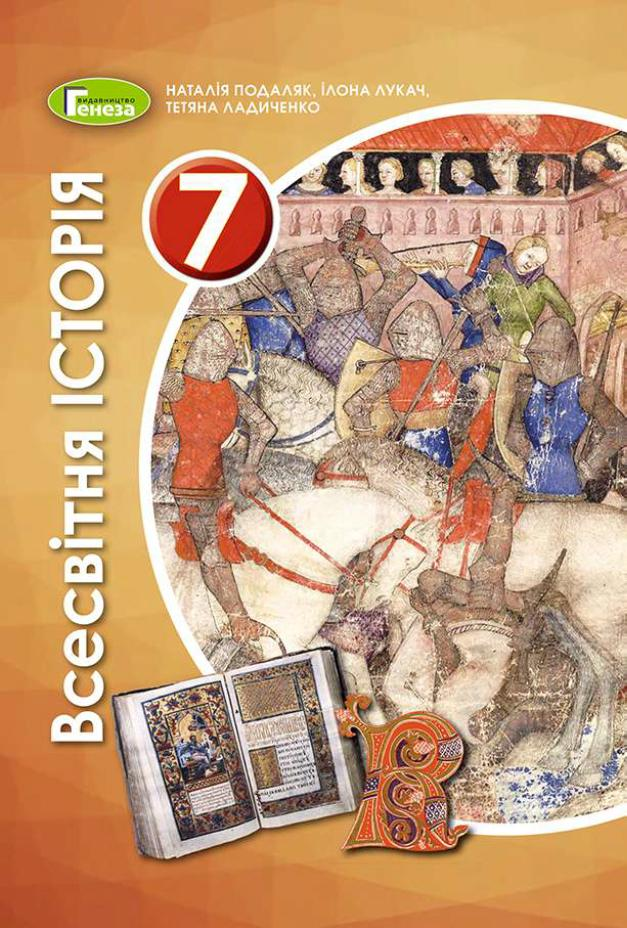 видавництво
Генеза
НАТАЛІЯ ПОДАЛЯК, ІЛОНА ЛУКАЧ,
ТЕТЯНА ЛАДИЧЕНКО
7
Всесвітня ІСТОРІЯ